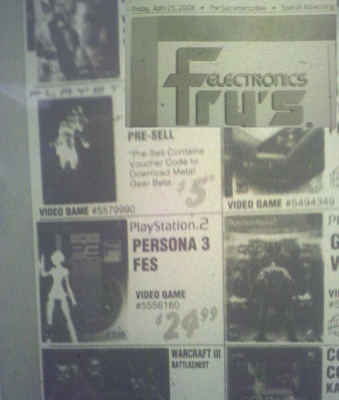 Friday, April 25, 2008 • The Sacramento Bee • Special Advertising
ELECTRONICS
Fry's
PLAYST
PRE-SELL
*Pre-Sell Contains
Voucher Code to
Download Metal
Gear Beta
$5
VIDEO GAME #5579990
VIDEO GAME #5494349
PlayStation.2
PERSONA 3
FES
VIDEO GAME
#5556160
$24.99
WARCRAFT III
BATTLECHEST